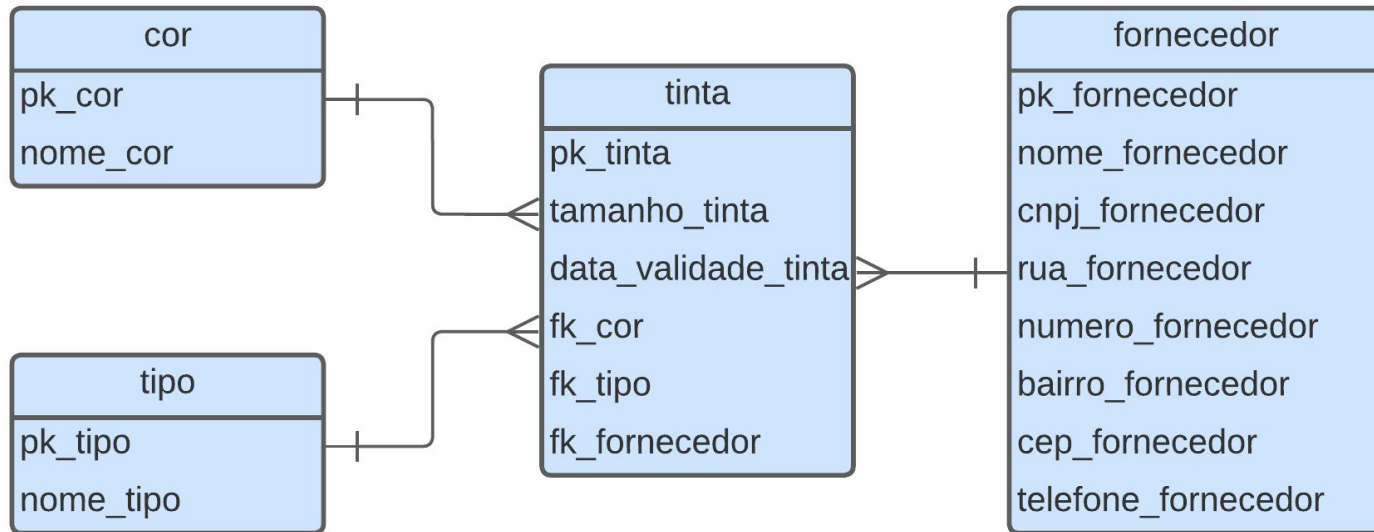 cor
pk_cor
nome_cor
tipo
pk_tipo
nome_tipo
tinta
pk_tinta
tamanho_tinta
data_validade_tinta
fk_cor
fk_tipo
fk_fornecedor
fornecedor
pk_fornecedor
nome_fornecedor
cnpj_fornecedor
rua_fornecedor
numero_fornecedor
bairro_fornecedor
cep_fornecedor
telefone_fornecedor